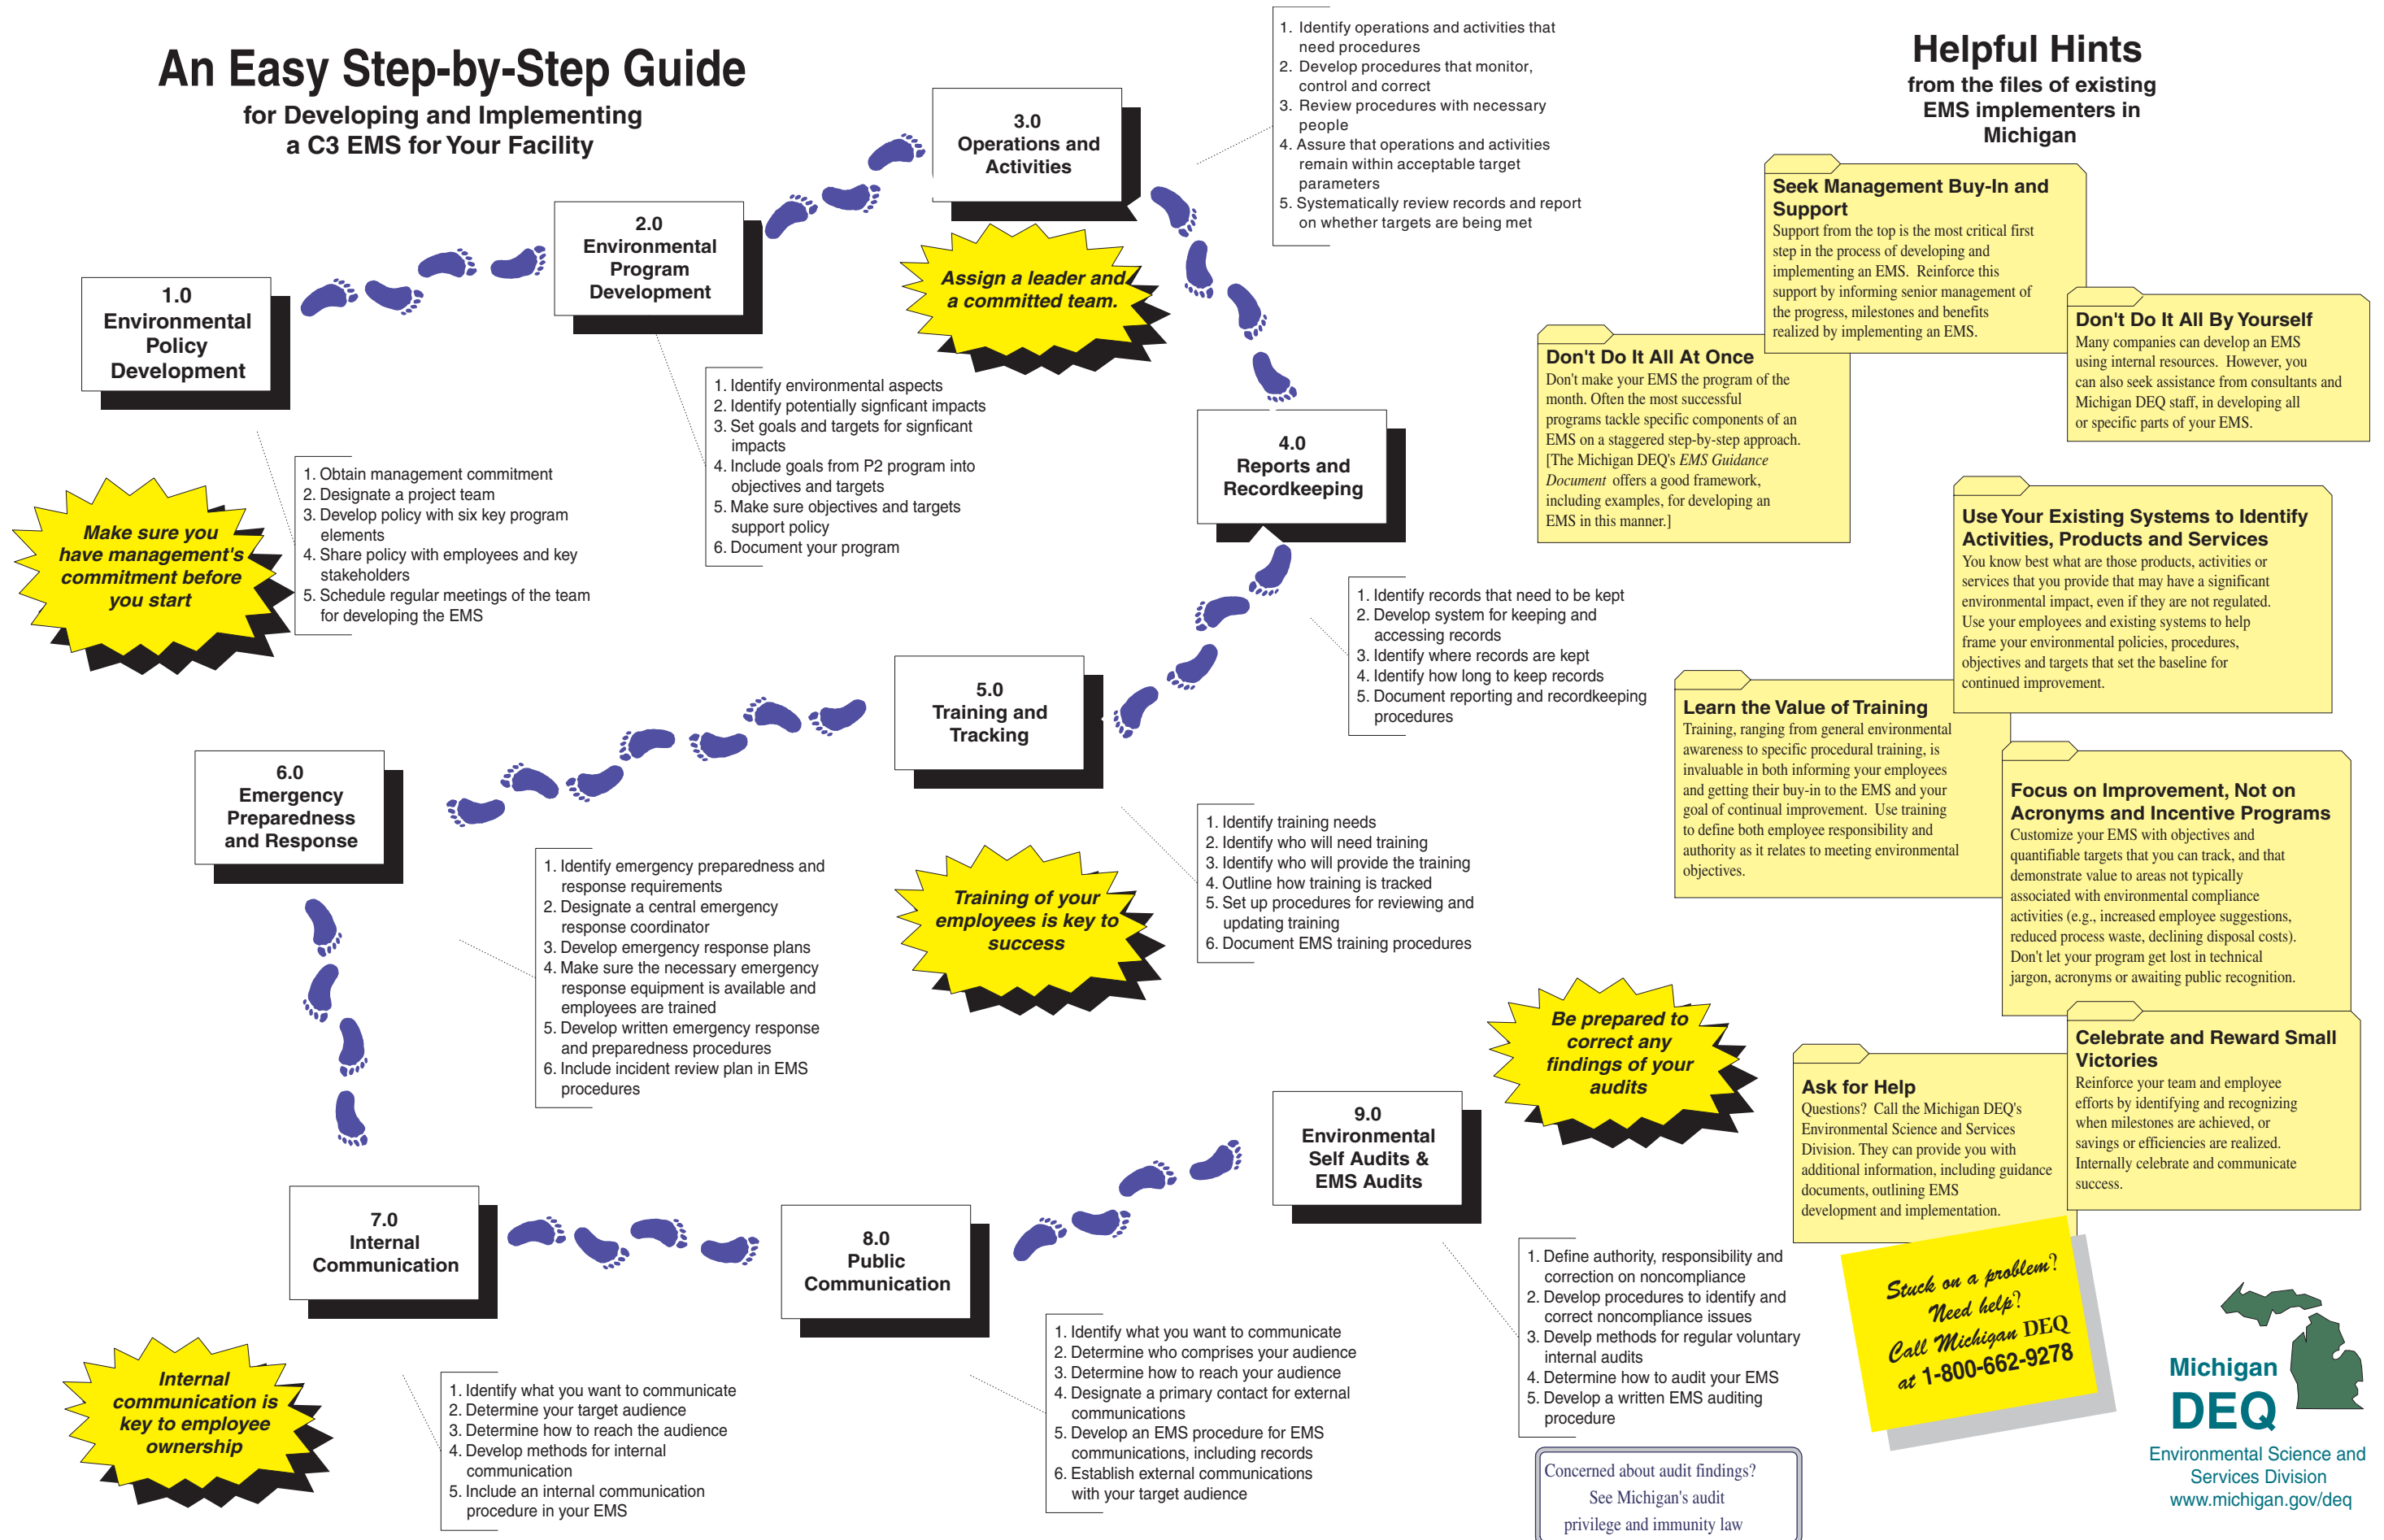 An Easy Step-by-Step Guide
for Developing and Implementing
a C3 EMS for Your Facility
1.0
Environmental
Policy
Development
Make sure you
have management's
commitment before
you start
1. Obtain management commitment
2. Designate a project team
3. Develop policy with six key program
elements
4. Share policy with employees and key
stakeholders
5. Schedule regular meetings of the team
for developing the EMS
2.0
Environmental
Program
Development
1. Identify environmental aspects
2. Identify potentially signficant impacts
3. Set goals and targets for signficant
impacts
4. Include goals from P2 program into
objectives and targets
5. Make sure objectives and targets
support policy
6. Document your program
3.0
Operations and
Activities
Assign a leader and
a committed team.
1. Identify operations and activities that
need procedures
2. Develop procedures that monitor,
control and correct
3. Review procedures with necessary
people
4. Assure that operations and activities
remain within acceptable target
parameters
5. Systematically review records and report
on whether targets are being met
4.0
Reports and
Recordkeeping
1. Identify records that need to be kept
2. Develop system for keeping and
accessing records
3. Identify where records are kept
4. Identify how long to keep records
5. Document reporting and recordkeeping
procedures
5.0
Training and
Tracking
Training of your
employees is key to
success
1. Identify training needs
2. Identify who will need training
3. Identify who will provide the training
4. Outline how training is tracked
5. Set up procedures for reviewing and
updating training
6. Document EMS training procedures
6.0
Emergency
Preparedness
and Response
1. Identify emergency preparedness and
response requirements
2. Designate a central emergency
response coordinator
3. Develop emergency response plans
4. Make sure the necessary emergency
response equipment is available and
employees are trained
5. Develop written emergency response
and preparedness procedures
6. Include incident review plan in EMS
procedures
7.0
Internal
Communication
Internal
communication is
key to employee
ownership
1. Identify what you want to communicate
2. Determine your target audience
3. Determine how to reach the audience
4. Develop methods for internal
communication
5. Include an internal communication
procedure in your EMS
8.0
Public
Communication
1. Identify what you want to communicate
2. Determine who comprises your audience
3. Determine how to reach your audience
4. Designate a primary contact for external
communications
5. Develop an EMS procedure for EMS
communications, including records
6. Establish external communications
with your target audience
9.0
Environmental
Self Audits &
EMS Audits
Be prepared to
correct any
findings of your
audits
1. Define authority, responsibility and
correction on noncompliance
2. Develop procedures to identify and
correct noncompliance issues
3. Develp methods for regular voluntary
internal audits
4. Determine how to audit your EMS
5. Develop a written EMS auditing
procedure
Concerned about audit findings?
See Michigan's audit
privilege and immunity law
Helpful Hints
from the files of existing
EMS implementers in
Michigan
Seek Management Buy-In and
Support
Support from the top is the most critical first
step in the process of developing and
implementing an EMS. Reinforce this
support by informing senior management of
the progress, milestones and benefits
realized by implementing an EMS.
Don't Do It All By Yourself
Many companies can develop an EMS
using internal resources. However, you
can also seek assistance from consultants and
Michigan DEQ staff, in developing all
or specific parts of your EMS.
Don't Do It All At Once
Don't make your EMS the program of the
month. Often the most successful
programs tackle specific components of an
EMS on a staggered step-by-step approach.
[The Michigan DEQ's EMS Guidance
Document offers a good framework,
including examples, for developing an
EMS in this manner.]
Use Your Existing Systems to Identify
Activities, Products and Services
You know best what are those products, activities or
services that you provide that may have a significant
environmental impact, even if they are not regulated.
Use your employees and existing systems to help
frame your environmental policies, procedures,
objectives and targets that set the baseline for
continued improvement.
Learn the Value of Training
Training, ranging from general environmental
awareness to specific procedural training, is
invaluable in both informing your employees
and getting their buy-in to the EMS and your
goal of continual improvement. Use training
to define both employee responsibility and
authority as it relates to meeting environmental
objectives.
Focus on Improvement, Not on
Acronyms and Incentive Programs
Customize your EMS with objectives and
quantifiable targets that you can track, and that
demonstrate value to areas not typically
associated with environmental compliance
activities (e.g., increased employee suggestions,
reduced process waste, declining disposal costs).
Don't let your program get lost in technical
jargon, acronyms or awaiting public recognition.
Celebrate and Reward Small
Victories
Reinforce your team and employee
efforts by identifying and recognizing
when milestones are achieved, or
savings or efficiencies are realized.
Internally celebrate and communicate
success.
Ask for Help
Questions? Call the Michigan DEQ's
Environmental Science and Services
Division. They can provide you with
additional information, including guidance
documents, outlining EMS
development and implementation.
Stuck on a problem?
Need help?
Call Michigan DEQ
at 1-800-662-9278
Michigan
DEQ
Environmental Science and
Services Division
www.michigan.gov/deq